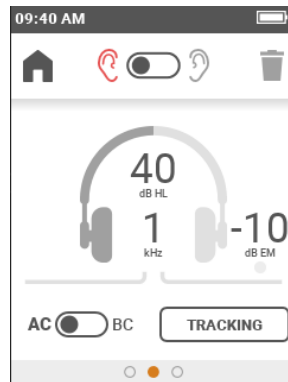 09:40 AM
40
dB HL
1
kHz
-10
dB EM
AC BC
TRACKING